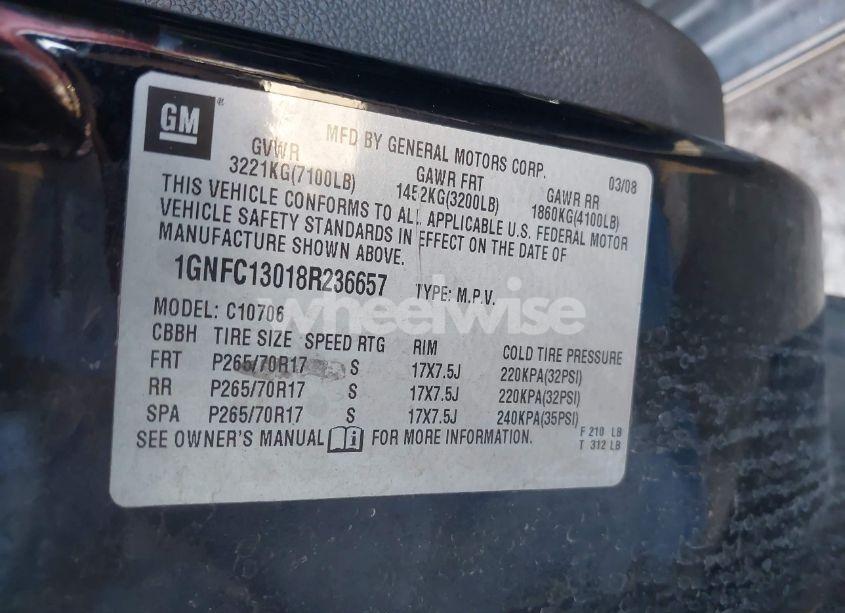 GM
MFD BY GENERAL MOTORS CORP. 03/08
GVWR GAWR FRT GAWR RR
3221KG(7100LB) 1452KG(3200LB) 1860KG(4100LB)
THIS VEHICLE CONFORMS TO ALL APPLICABLE U.S. FEDERAL MOTOR
VEHICLE SAFETY STANDARDS IN EFFECT ON THE DATE OF
MANUFACTURE SHOWN ABOVE.
1GNFC13018R236657 TYPE: M.P.V.
wheelwise
MODEL: C10706
CBBH TIRE SIZE SPEED RTG RIM COLD TIRE PRESSURE
FRT P265/70R17 S 17X7.5J 220KPA(32PSI)
RR P265/70R17 S 17X7.5J 220KPA(32PSI)
SPA P265/70R17 S 17X7.5J 240KPA(35PSI)
SEE OWNER'S MANUAL i FOR MORE INFORMATION. F 210 LB
T 312 LB